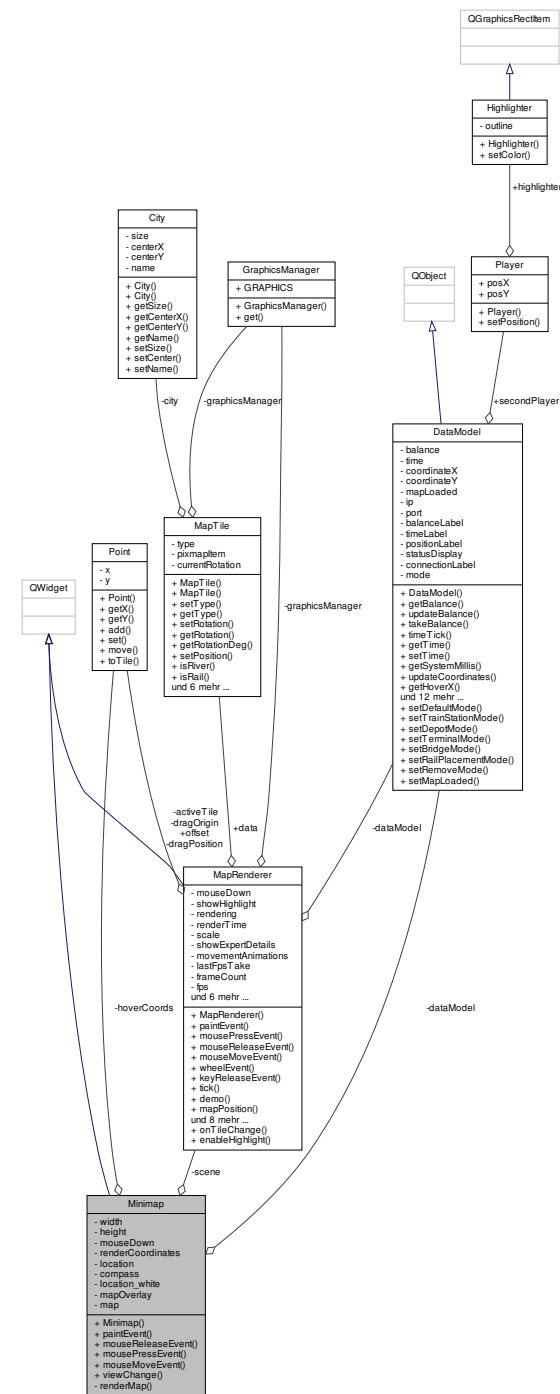 QGraphicsRectItem
Highlighter
- outline
+ Highlighter()
+ setColor()
+highlighter
City
- size
- centerX
- centerY
- name
+ City()
+ City()
+ getSize()
+ getCenterX()
+ getCenterY()
+ getName()
+ setSize()
+ setCenter()
+ setName()
GraphicsManager
+ GRAPHICS
+ GraphicsManager()
+ get()
QObject
Player
+ posX
+ posY
+ Player()
+ setPosition()
-city
-graphicsManager
+secondPlayer
DataModel
- balance
- time
- coordinateX
- coordinateY
- mapLoaded
- ip
- port
- balanceLabel
- timeLabel
- positionLabel
- statusDisplay
- connectionLabel
- mode
+ DataModel()
+ getBalance()
+ updateBalance()
+ takeBalance()
+ timeTick()
+ getTime()
+ setTime()
+ getSystemMillis()
+ updateCoordinates()
+ getHoverX()
und 12 mehr ...
+ setDefaultMode()
+ setTrainStationMode()
+ setDepotMode()
+ setTerminalMode()
+ setBridgeMode()
+ setRailPlacementMode()
+ setRemoveMode()
+ setMapLoaded()
MapTile
- type
- pixmapItem
- currentRotation
+ MapTile()
+ MapTile()
+ setType()
+ getType()
+ setRotation()
+ getRotation()
+ getRotationDeg()
+ setPosition()
+ isRiver()
+ isRail()
und 6 mehr ...
Point
- x
- y
+ Point()
+ getX()
+ getY()
+ add()
+ set()
+ move()
+ toTile()
QWidget
-graphicsManager
-activeTile
-dragOrigin
+offset
-dragPosition
+data
-dataModel
MapRenderer
- mouseDown
- showHighlight
- rendering
- renderTime
- scale
- showExpertDetails
- movementAnimations
- lastFpsTake
- frameCount
- fps
und 6 mehr ...
+ MapRenderer()
+ paintEvent()
+ mousePressEvent()
+ mouseReleaseEvent()
+ mouseMoveEvent()
+ wheelEvent()
+ keyReleaseEvent()
+ tick()
+ demo()
+ mapPosition()
und 8 mehr ...
+ onTileChange()
+ enableHighlight()
-hoverCoords
-dataModel
-scene
Minimap
- width
- height
- mouseDown
- renderCoordinates
- location
- compass
- location_white
- mapOverlay
- map
+ Minimap()
+ paintEvent()
+ mouseReleaseEvent()
+ mousePressEvent()
+ mouseMoveEvent()
+ viewChange()
- renderMap()